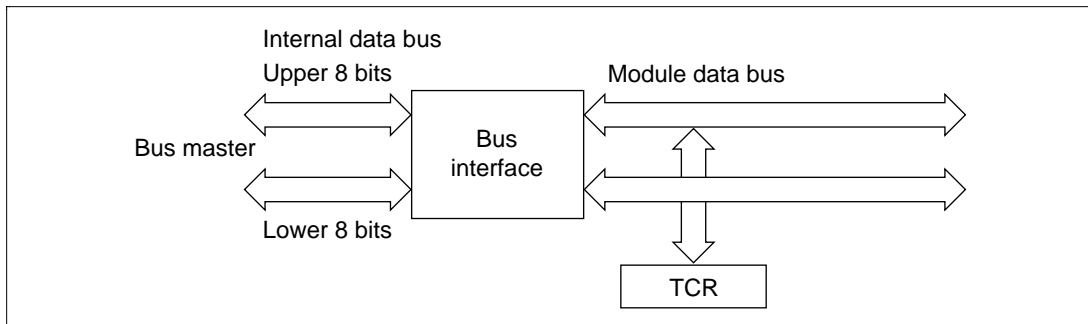 Internal data bus
Upper 8 bits
Module data bus
Bus master
Bus
interface
Lower 8 bits
TCR